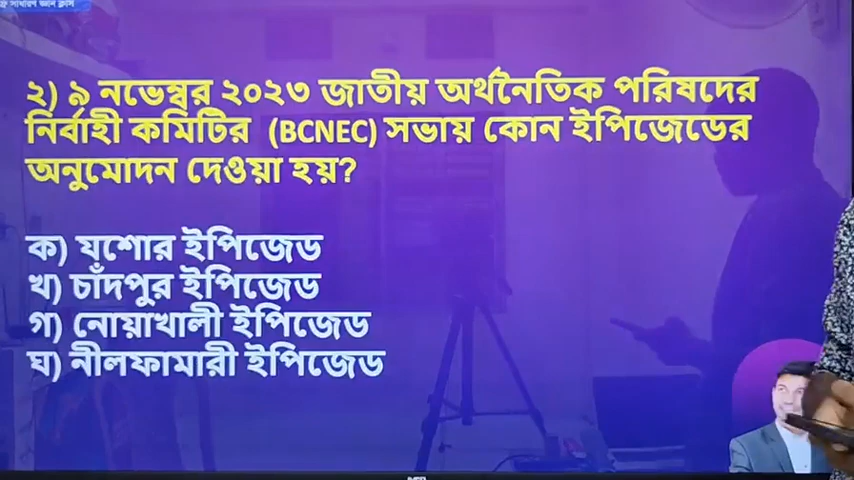 সাধারণ জ্ঞান ক্লাস
২) ৯ নভেম্বর ২০২৩ জাতীয় অর্থনৈতিক পরিষদের
নির্বাহী কমিটির (BCNEC) সভায় কোন ইপিজেডের
অনুমোদন দেওয়া হয়?
ক) যশোর ইপিজেড
খ) চাঁদপুর ইপিজেড
গ) নোয়াখালী ইপিজেড
ঘ) নীলফামারী ইপিজেড